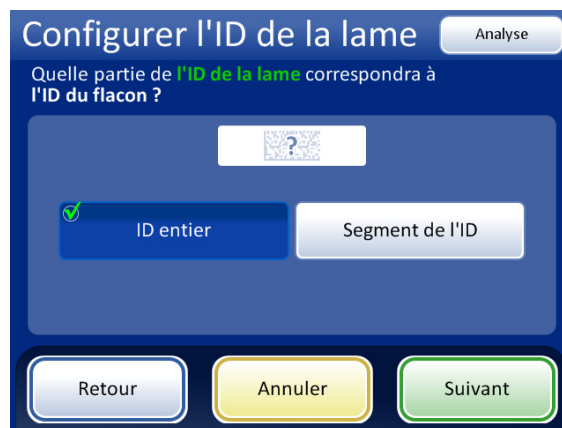 Configurer l'ID de la lame
Analyse
Quelle partie de l'ID de la lame correspondra à
l'ID du flacon ?
?
ID entier
Segment de l'ID
Retour
Annuler
Suivant